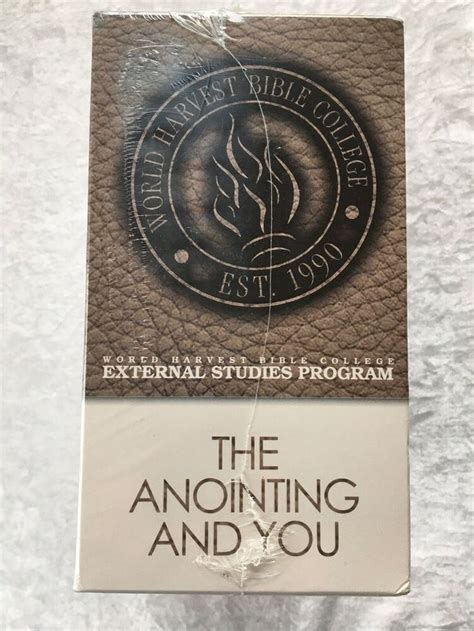 WORLD HARVEST BIBLE COLLEGE
EST. 1990
WORLD HARVEST BIBLE COLLEGE
EXTERNAL STUDIES PROGRAM
THE
ANOINTING
AND YOU